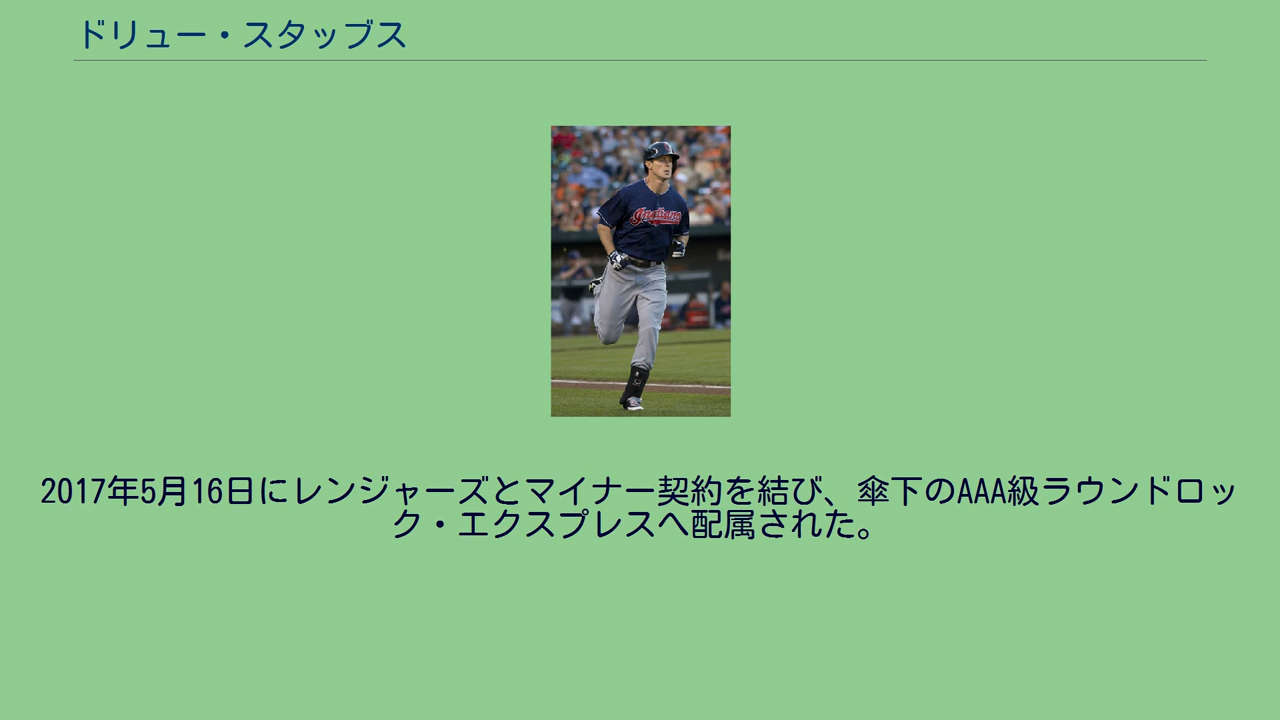 ドリュー・スタッブス
Indians
2017年5月16日にレンジャーズとマイナー契約を結び、傘下のAAA級ラウンドロッ
ク・エクスプレスへ配属された。